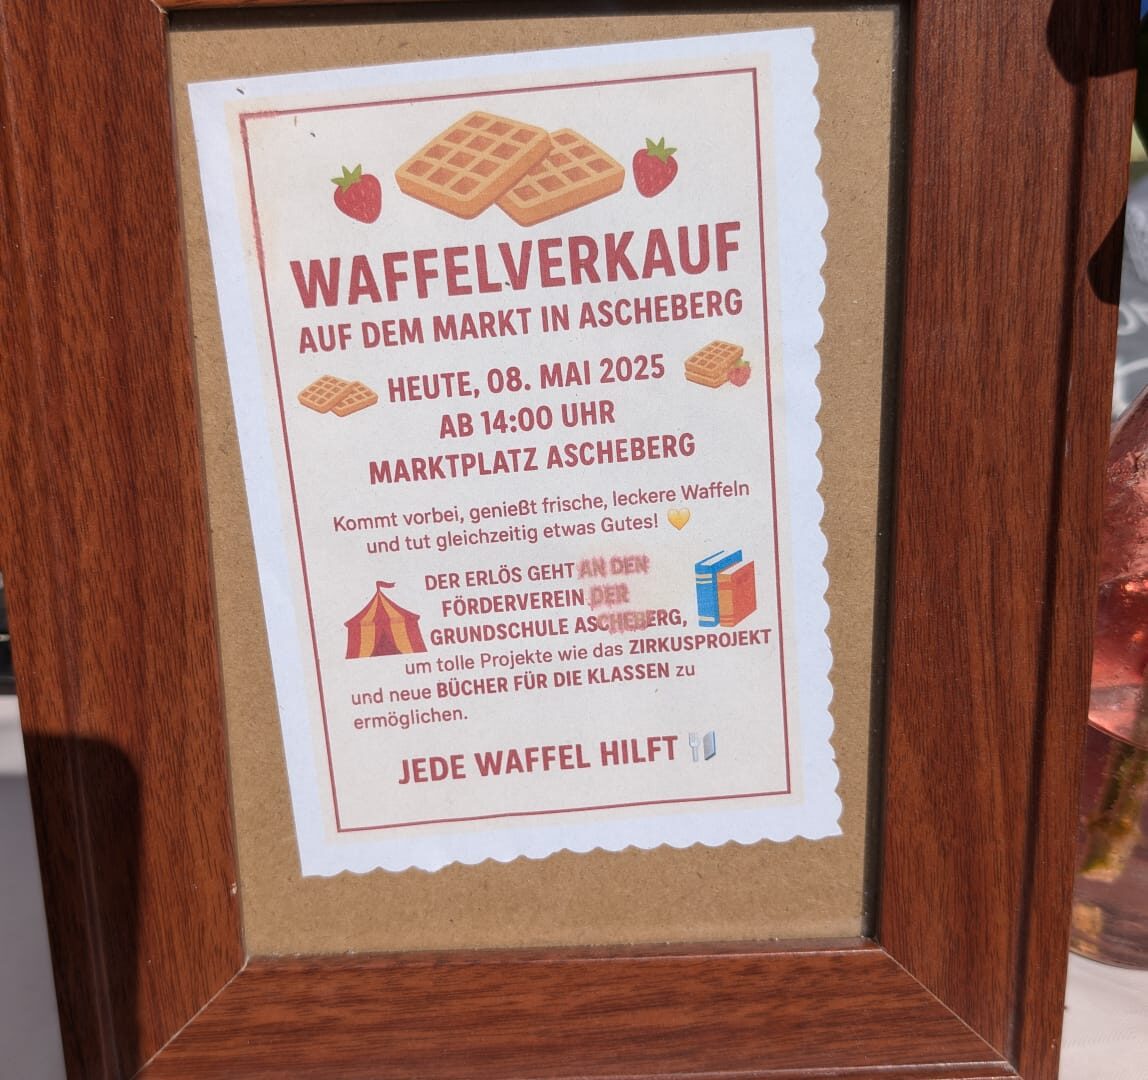 WAFFELVERKAUF
AUF DEM MARKT IN ASCHEBERG
HEUTE, 08. MAI 2025
AB 14:00 UHR
MARKTPLATZ ASCHEBERG
Kommt vorbei, genießt frische, leckere Waffeln
und tut gleichzeitig etwas Gutes! 💛
DER ERLÖS GEHT AN DEN
FÖRDERVEREIN DER
GRUNDSCHULE ASCHEBERG,
um tolle Projekte wie das ZIRKUSPROJEKT
und neue BÜCHER FÜR DIE KLASSEN zu
ermöglichen.
JEDE WAFFEL HILFT